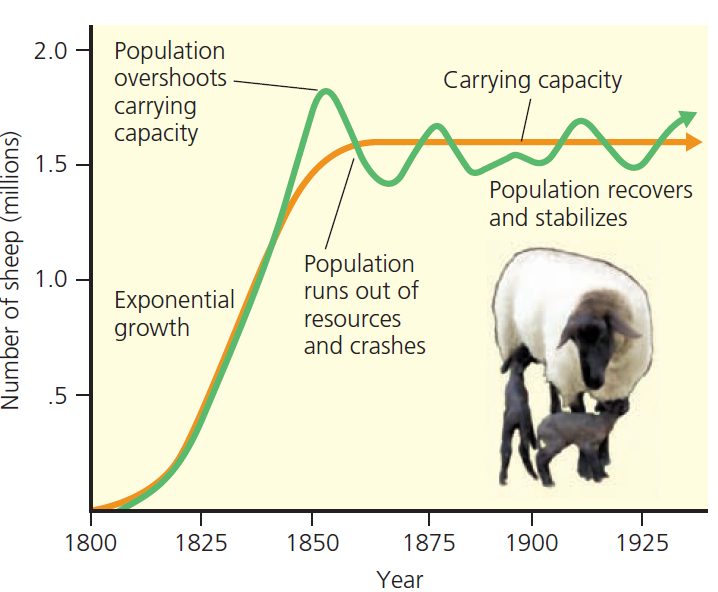 Number of sheep (millions)
2.0
1.5
1.0
.5
Population
overshoots
carrying
capacity
Carrying capacity
Population recovers
and stabilizes
Population
runs out of
resources
and crashes
Exponential
growth
1800
1825
1850
1875
1900
1925
Year